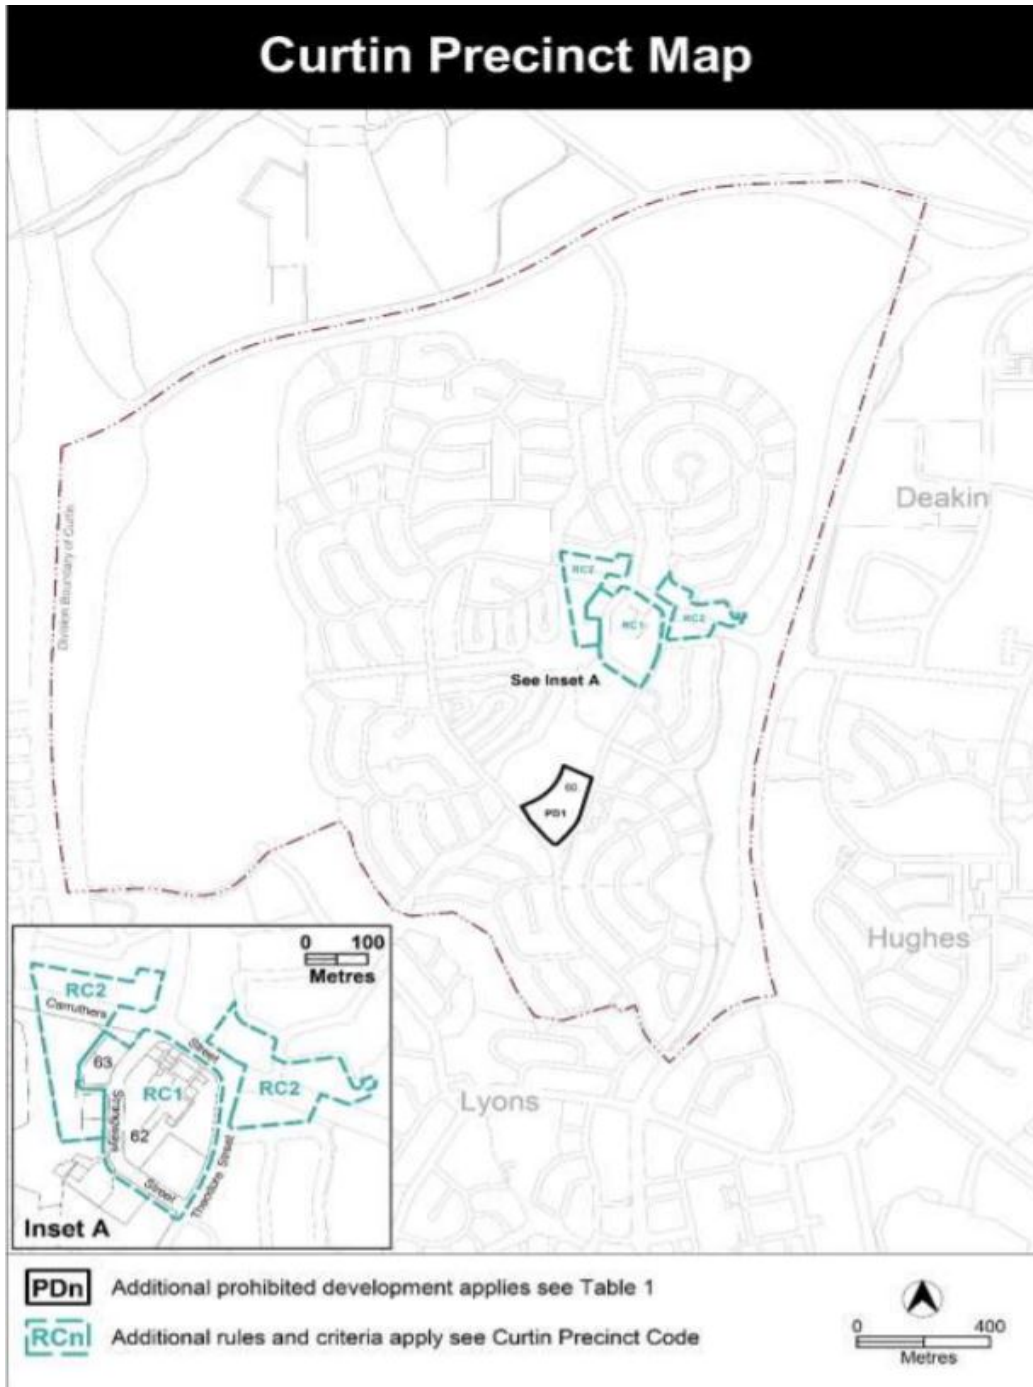 Curtin Precinct Map
Division Boundary of Curtin
Deakin
RC2
RC1
RC2
See Inset A
60
PD1
Hughes
Lyons
0 100
Metres
RC2
Carruthers
Street
63
RC1
RC2
Strangways
62
Street
Theodore Street
Inset A
PDn Additional prohibited development applies see Table 1
RCn Additional rules and criteria apply see Curtin Precinct Code
0 400
Metres